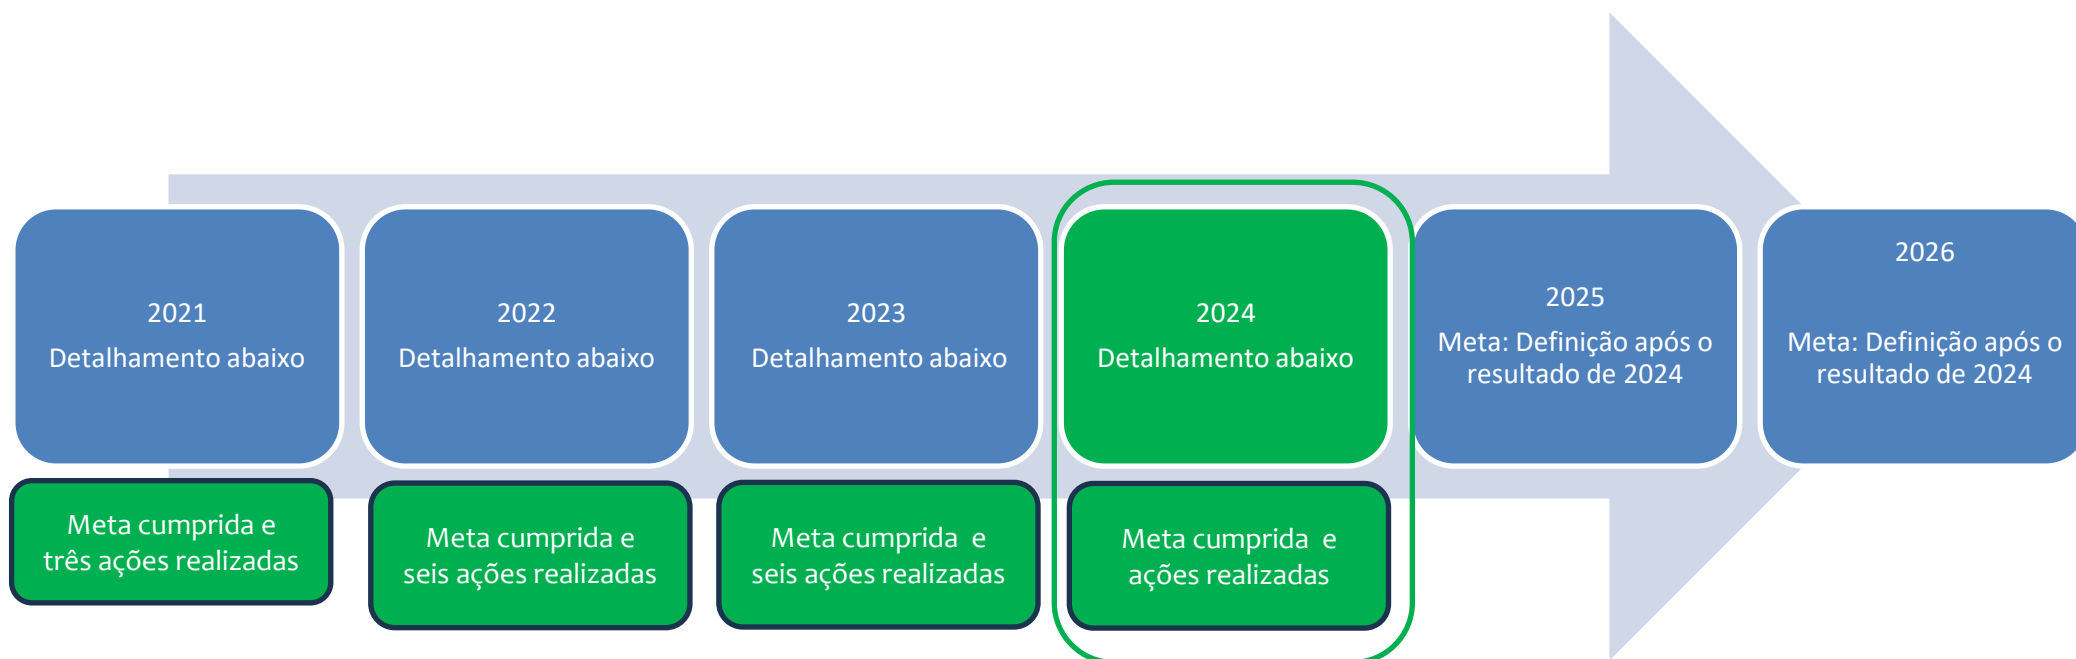 2021
Detalhamento abaixo
2022
Detalhamento abaixo
2023
Detalhamento abaixo
2024
Detalhamento abaixo
2025
Meta: Definição após o
resultado de 2024
2026
Meta: Definição após o
resultado de 2024
Meta cumprida e
três ações realizadas
Meta cumprida e
seis ações realizadas
Meta cumprida  e
seis ações realizadas
Meta cumprida  e
ações realizadas